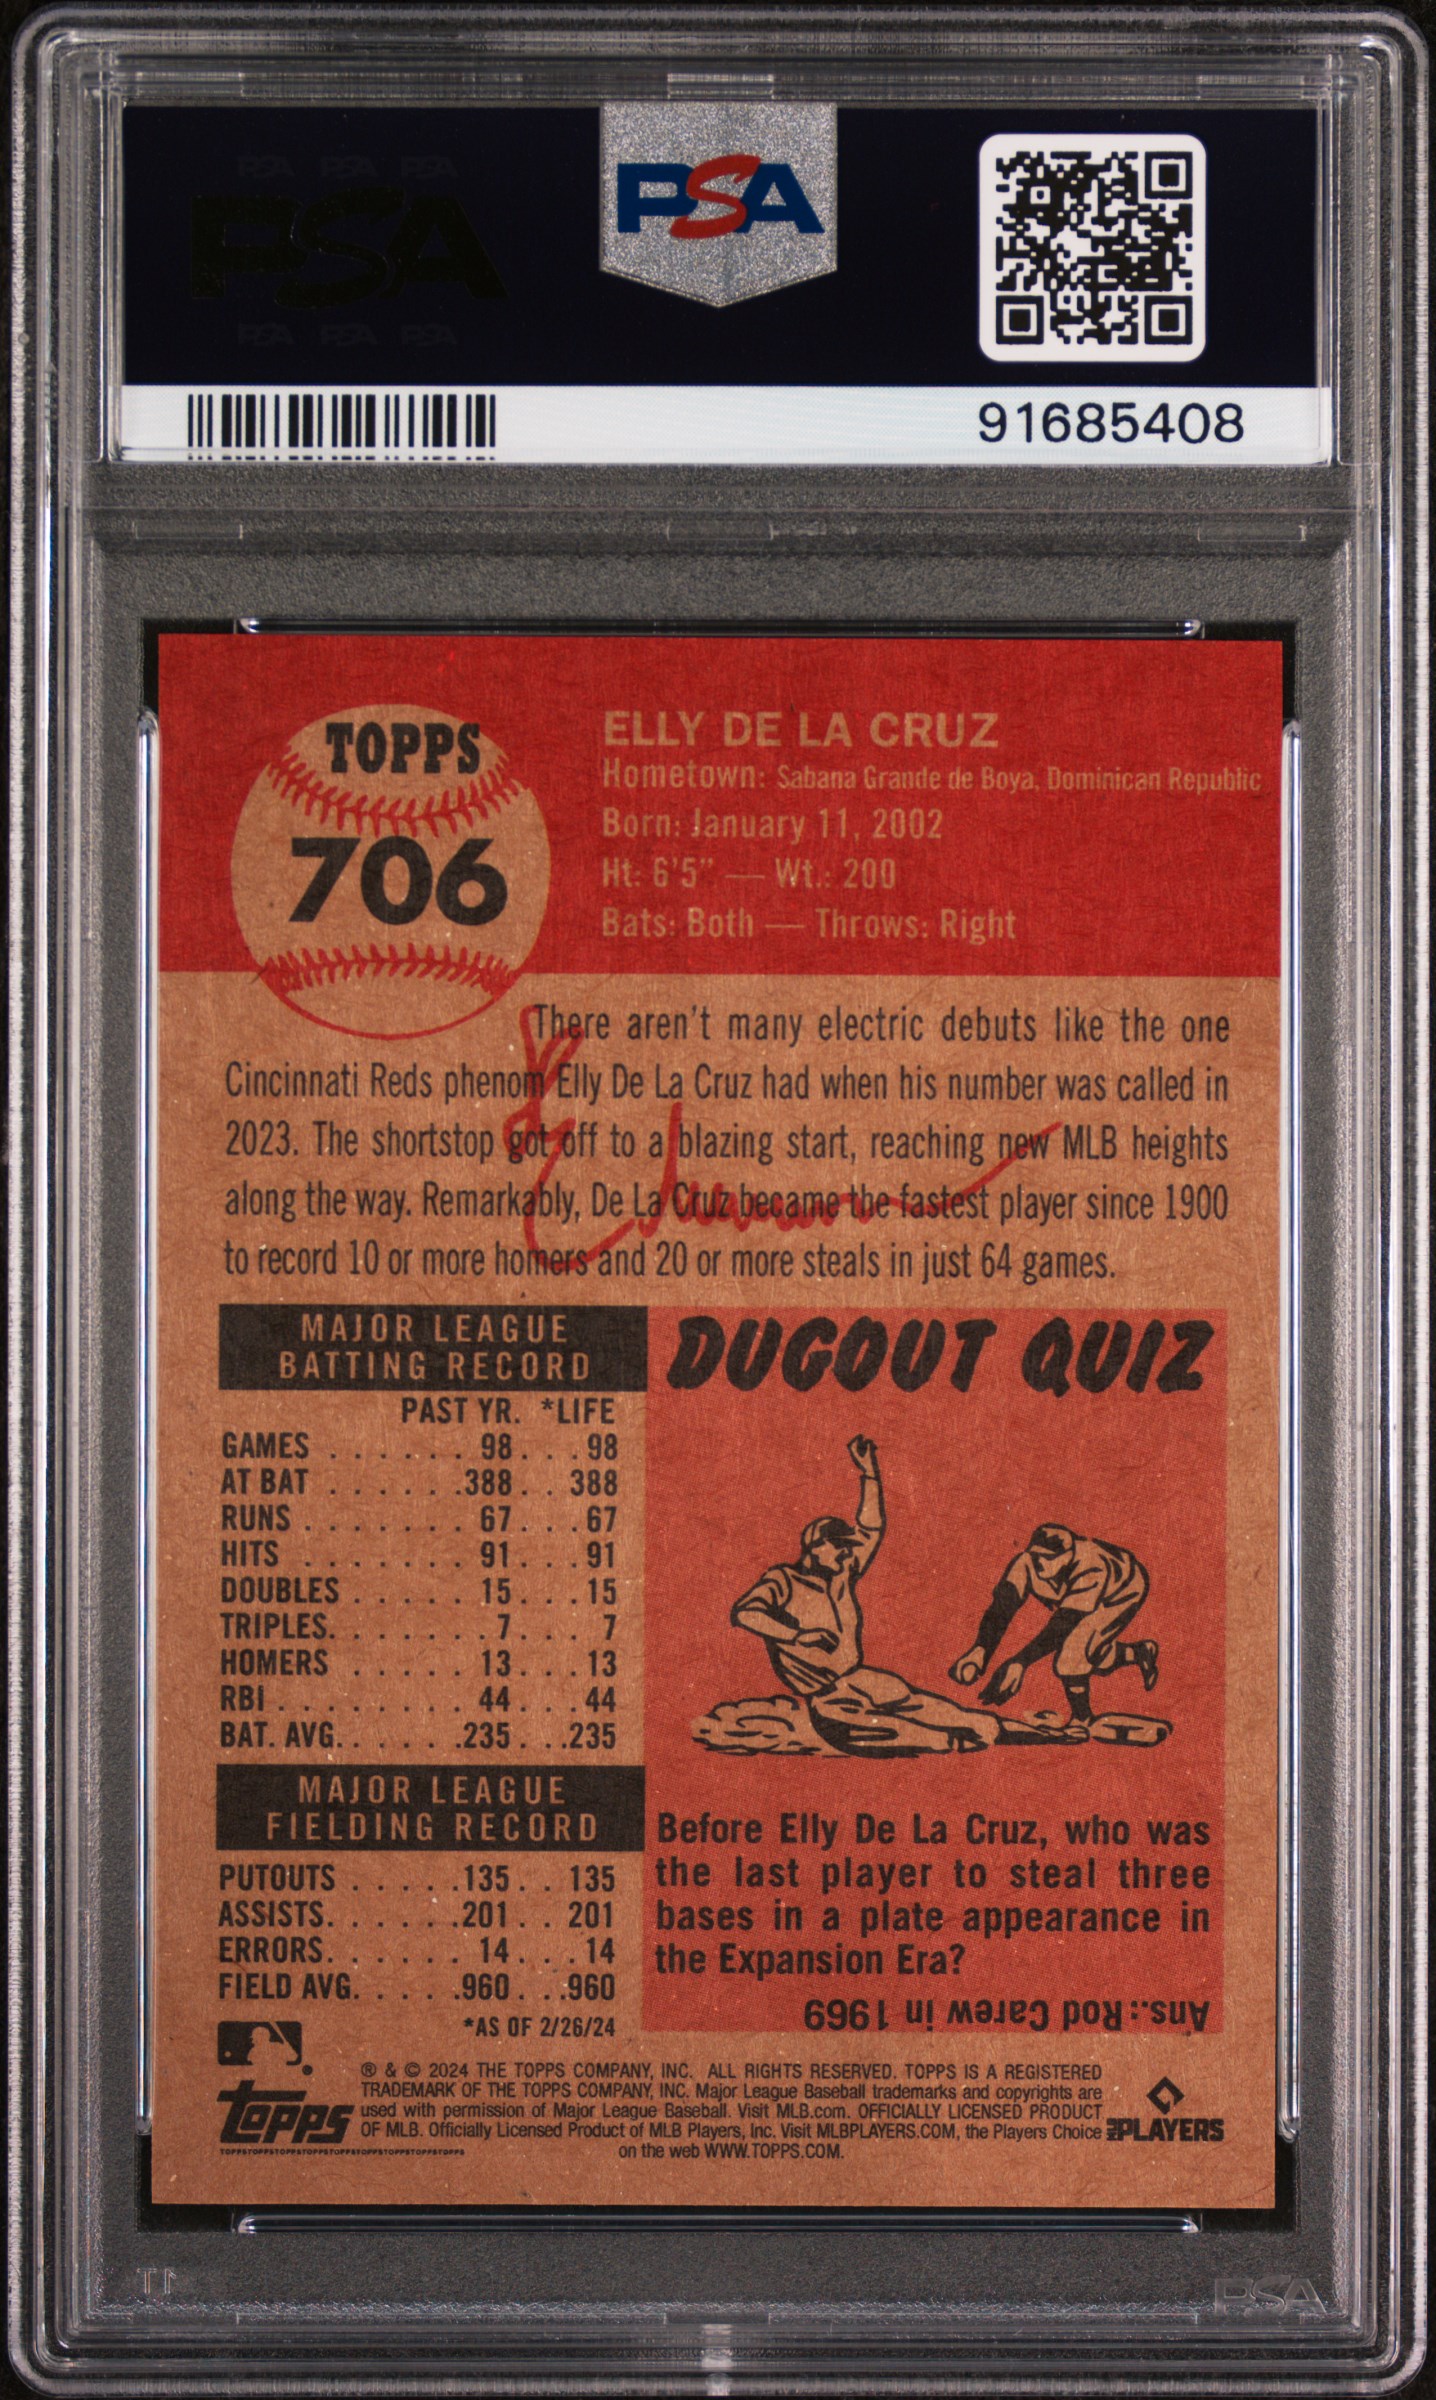 PSA PSA PSA
PSA
PSA PSA PSA
PSA
91685408
TOPPS
706
ELLY DE LA CRUZ
Hometown: Sabana Grande de Boya, Dominican Republic
Born: January 11, 2002
Ht: 6'5" — Wt.: 200
Bats: Both — Throws: Right
There aren't many electric debuts like the one
Cincinnati Reds phenom Elly De La Cruz had when his number was called in
2023. The shortstop got off to a blazing start, reaching new MLB heights
along the way. Remarkably, De La Cruz became the fastest player since 1900
to record 10 or more homers and 20 or more steals in just 64 games.
MAJOR LEAGUE
BATTING RECORD
PAST YR. *LIFE
GAMES . . . . . . 98. . . 98
AT BAT . . . . . .388. . 388
RUNS . . . . . . . 67. . . 67
HITS . . . . . . . 91. . . 91
DOUBLES . . . . . 15. . . 15
TRIPLES. . . . . . . 7. . . 7
HOMERS . . . . . 13. . . 13
RBI . . . . . . . . 44. . . 44
BAT. AVG. . . . . .235. . .235
MAJOR LEAGUE
FIELDING RECORD
PUTOUTS . . . . .135. . 135
ASSISTS. . . . . .201. . 201
ERRORS. . . . . . 14. . . 14
FIELD AVG. . . . .960. . .960
*AS OF 2/26/24
DUGOUT QUIZ
Before Elly De La Cruz, who was
the last player to steal three
bases in a plate appearance in
the Expansion Era?
Ans.: Rod Carew in 1969
® & © 2024 THE TOPPS COMPANY, INC. ALL RIGHTS RESERVED. TOPPS IS A REGISTERED
TRADEMARK OF THE TOPPS COMPANY, INC. Major League Baseball trademarks and copyrights are
used with permission of Major League Baseball. Visit MLB.com. OFFICIALLY LICENSED PRODUCT
OF MLB. Officially Licensed Product of MLB Players, Inc. Visit MLBPLAYERS.COM, the Players Choice
on the web WWW.TOPPS.COM.
topps
TOPPSTOPPSTOPPSTOPPSTOPPSTOPPSTOPPSTOPPSTOPPS
MLB PLAYERS
PSA